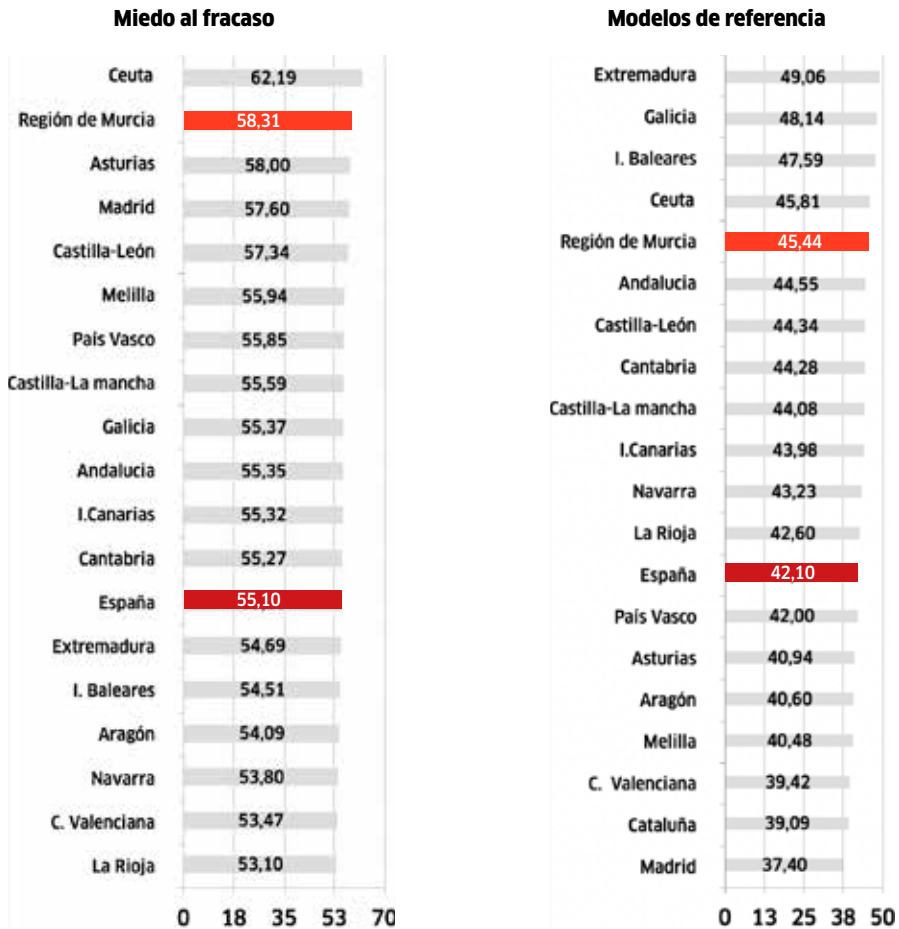 Miedo al fracaso
Ceuta 62,19
Región de Murcia 58,31
Asturias 58,00
Madrid 57,60
Castilla-León 57,34
Melilla 55,94
País Vasco 55,85
Castilla-La mancha 55,59
Galicia 55,37
Andalucia 55,35
I.Canarias 55,32
Cantabria 55,27
España 55,10
Extremadura 54,69
I. Baleares 54,51
Aragón 54,09
Navarra 53,80
C. Valenciana 53,47
La Rioja 53,10
0 18 35 53 70
Modelos de referencia
Extremadura 49,06
Galicia 48,14
I. Baleares 47,59
Ceuta 45,81
Región de Murcia 45,44
Andalucia 44,55
Castilla-León 44,34
Cantabria 44,28
Castilla-La mancha 44,08
I.Canarias 43,98
Navarra 43,23
La Rioja 42,60
España 42,10
País Vasco 42,00
Asturias 40,94
Aragón 40,60
Melilla 40,48
C. Valenciana 39,42
Cataluña 39,09
Madrid 37,40
0 13 25 38 50